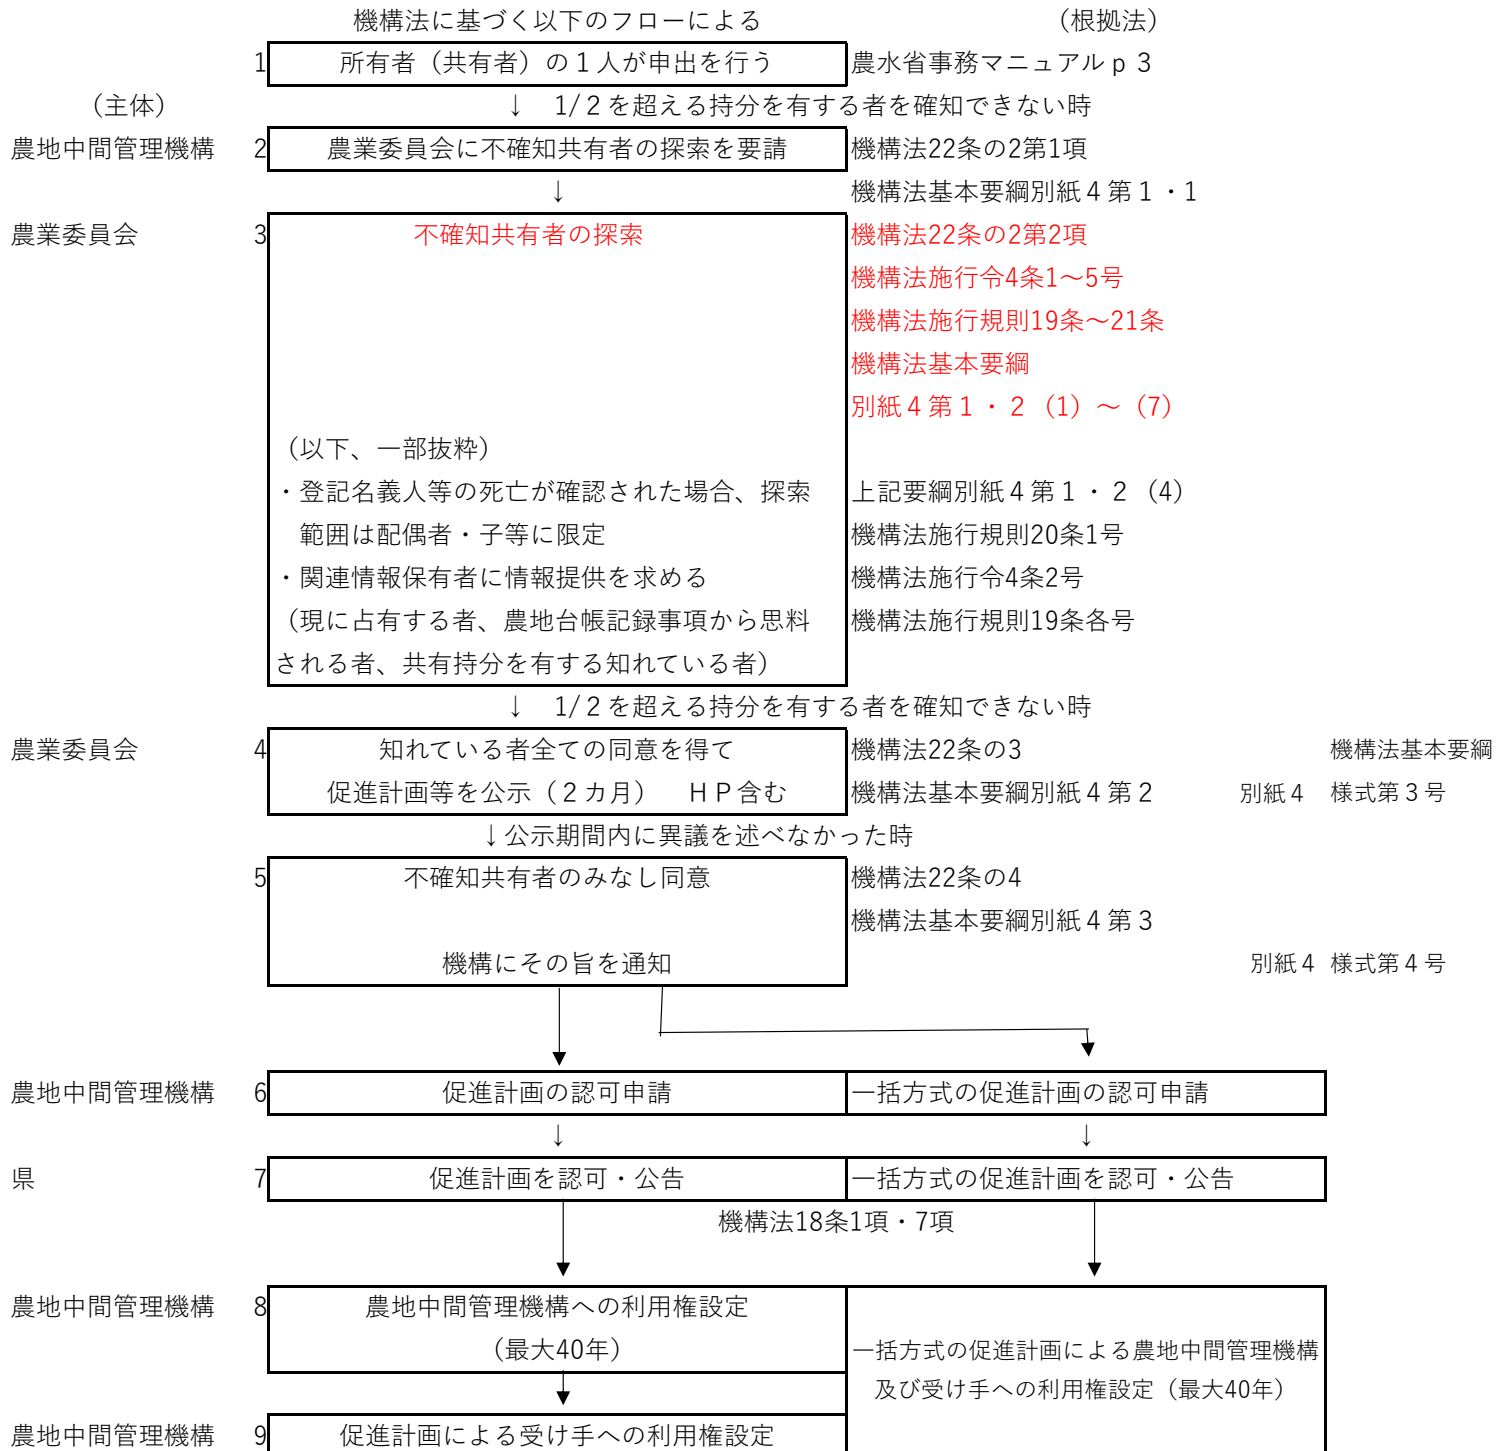 機構法に基づく以下のフローによる （根拠法）
1 所有者（共有者）の１人が申出を行う 農水省事務マニュアルｐ３
（主体） ↓ 1/２を超える持分を有する者を確知できない時
農地中間管理機構 2 農業委員会に不確知共有者の探索を要請 機構法22条の2第1項
↓ 機構法基本要綱別紙４第１・1
農業委員会 3 不確知共有者の探索 機構法22条の2第2項
機構法施行令4条1～5号
機構法施行規則19条～21条
機構法基本要綱
別紙４第１・２（1）～（7）
（以下、一部抜粋）
・登記名義人等の死亡が確認された場合、探索 上記要綱別紙４第１・２（4）
範囲は配偶者・子等に限定 機構法施行規則20条1号
・関連情報保有者に情報提供を求める 機構法施行令4条2号
（現に占有する者、農地台帳記録事項から思料 機構法施行規則19条各号
される者、共有持分を有する知れている者）
↓ 1/２を超える持分を有する者を確知できない時
農業委員会 4 知れている者全ての同意を得て 機構法22条の3 機構法基本要綱
促進計画等を公示（２カ月） ＨＰ含む 機構法基本要綱別紙４第２ 別紙４ 様式第３号
↓公示期間内に異議を述べなかった時
5 不確知共有者のみなし同意 機構法22条の4
機構法基本要綱別紙４第３
機構にその旨を通知 別紙４ 様式第４号
農地中間管理機構 6 促進計画の認可申請 一括方式の促進計画の認可申請
↓ ↓
県 7 促進計画を認可・公告 一括方式の促進計画を認可・公告
機構法18条1項・7項
農地中間管理機構 8 農地中間管理機構への利用権設定
（最大40年） 一括方式の促進計画による農地中間管理機構
及び受け手への利用権設定（最大40年）
農地中間管理機構 9 促進計画による受け手への利用権設定